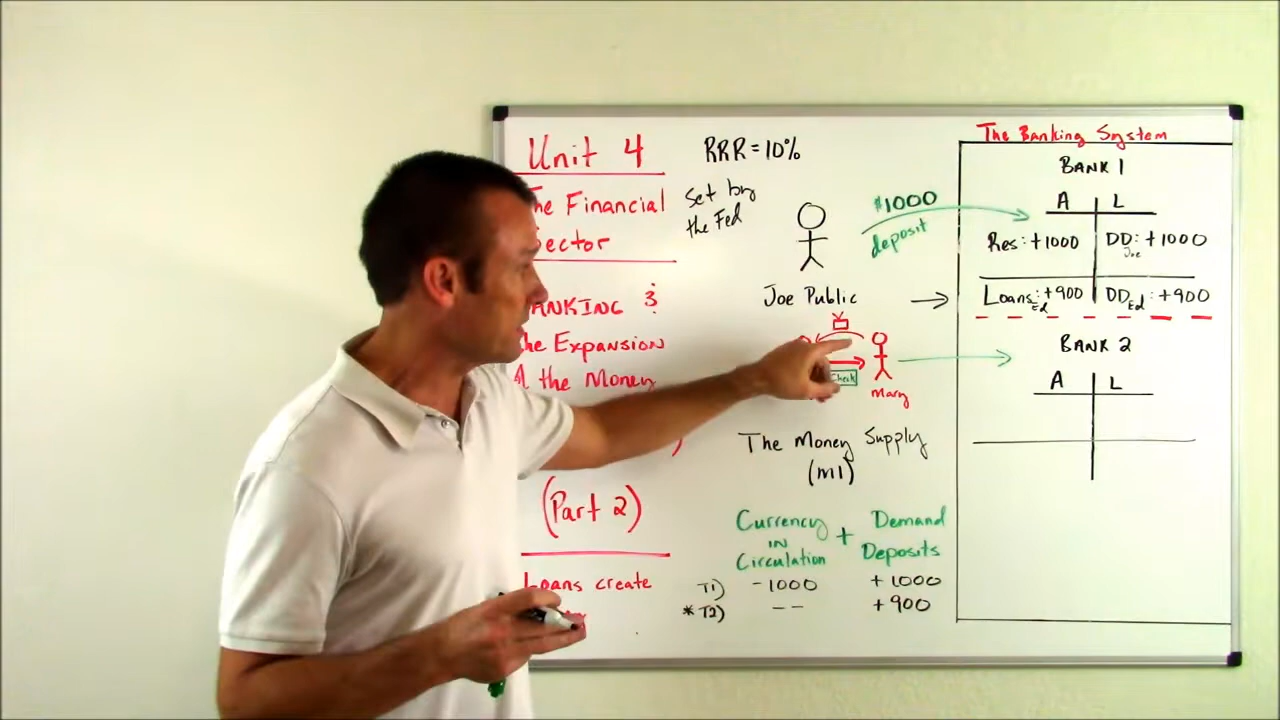 Unit 4
RRR = 10%
he Financial
ector
Set by
the Fed
ANKING &
he Expansion
the Money
(Part 2)
Loans create
$1000
deposit
Joe Public
Check
Mary
The Money Supply
(M1)
Currency
in
Circulation
+
Demand
Deposits
T1) -1000 +1000
* T2) -- +900
The Banking System
BANK 1
A L
Res: +1000 DD: +1000
Joe
Loans: +900 DD +900
Ed Ed
BANK 2
A L